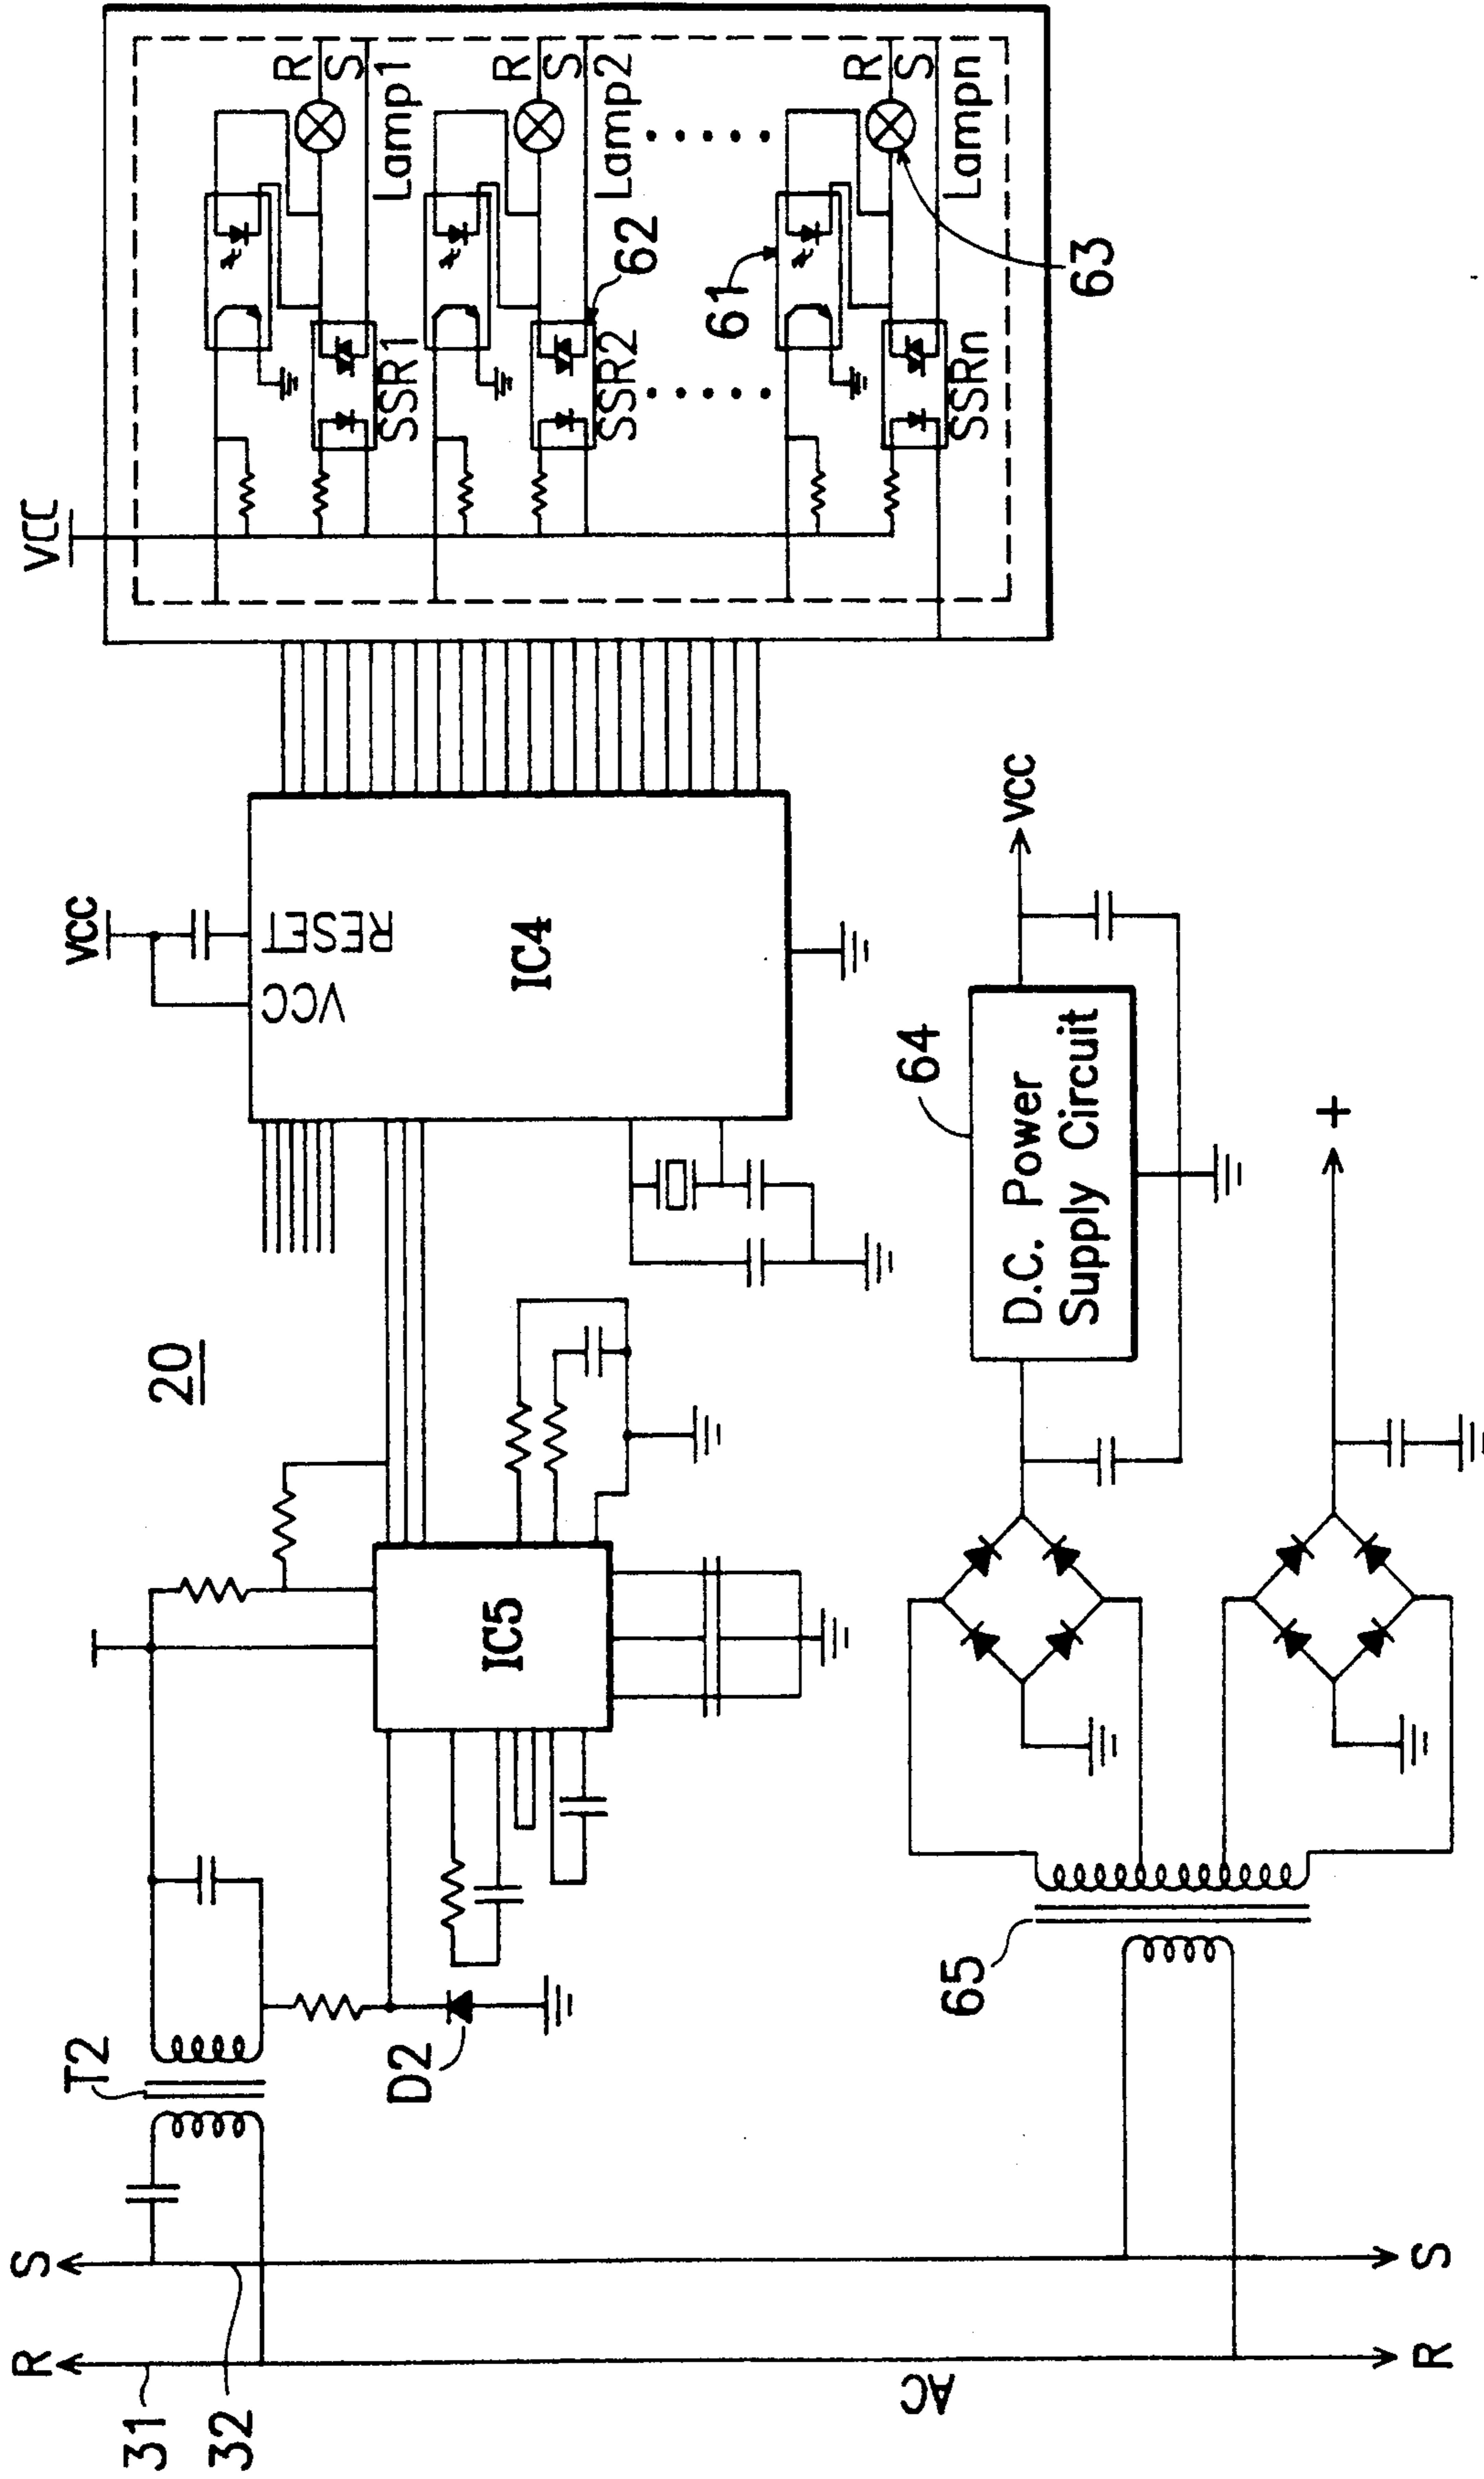 VCC
R
S
Lamp1
SSR1
R
S
Lamp2
62
SSR2
61
R
S
Lampn
63
SSRn
VCC
VCC
RESET
IC4
VCC
64
D.C. Power
Supply Circuit
+
20
IC5
T2
D2
65
S
R
31
32
AC
S
R